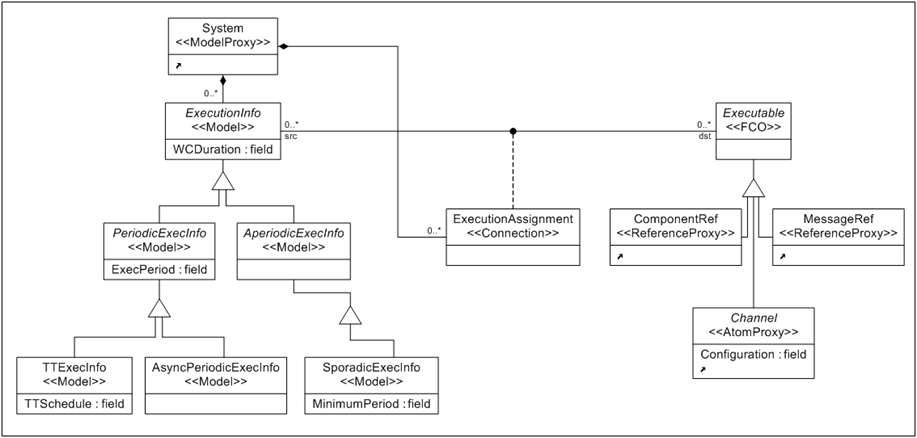 System
<<ModelProxy>>
0..*
ExecutionInfo
<<Model>>
WCDuration : field
0..*
src
0..*
dst
Executable
<<FCO>>
PeriodicExecInfo
<<Model>>
ExecPeriod : field
AperiodicExecInfo
<<Model>>
0..*
ExecutionAssignment
<<Connection>>
ComponentRef
<<ReferenceProxy>>
MessageRef
<<ReferenceProxy>>
Channel
<<AtomProxy>>
Configuration : field
TTExecInfo
<<Model>>
TTSchedule : field
AsyncPeriodicExecInfo
<<Model>>
SporadicExecInfo
<<Model>>
MinimumPeriod : field